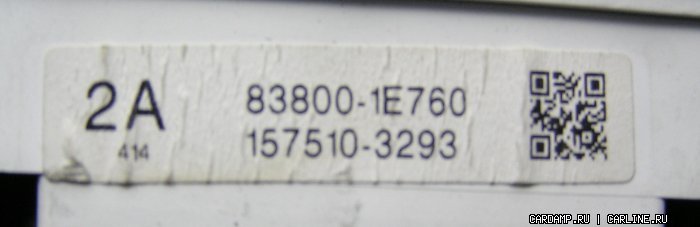 2A
414
83800-1E760
157510-3293
CARDAMP.RU | CARLINE.RU